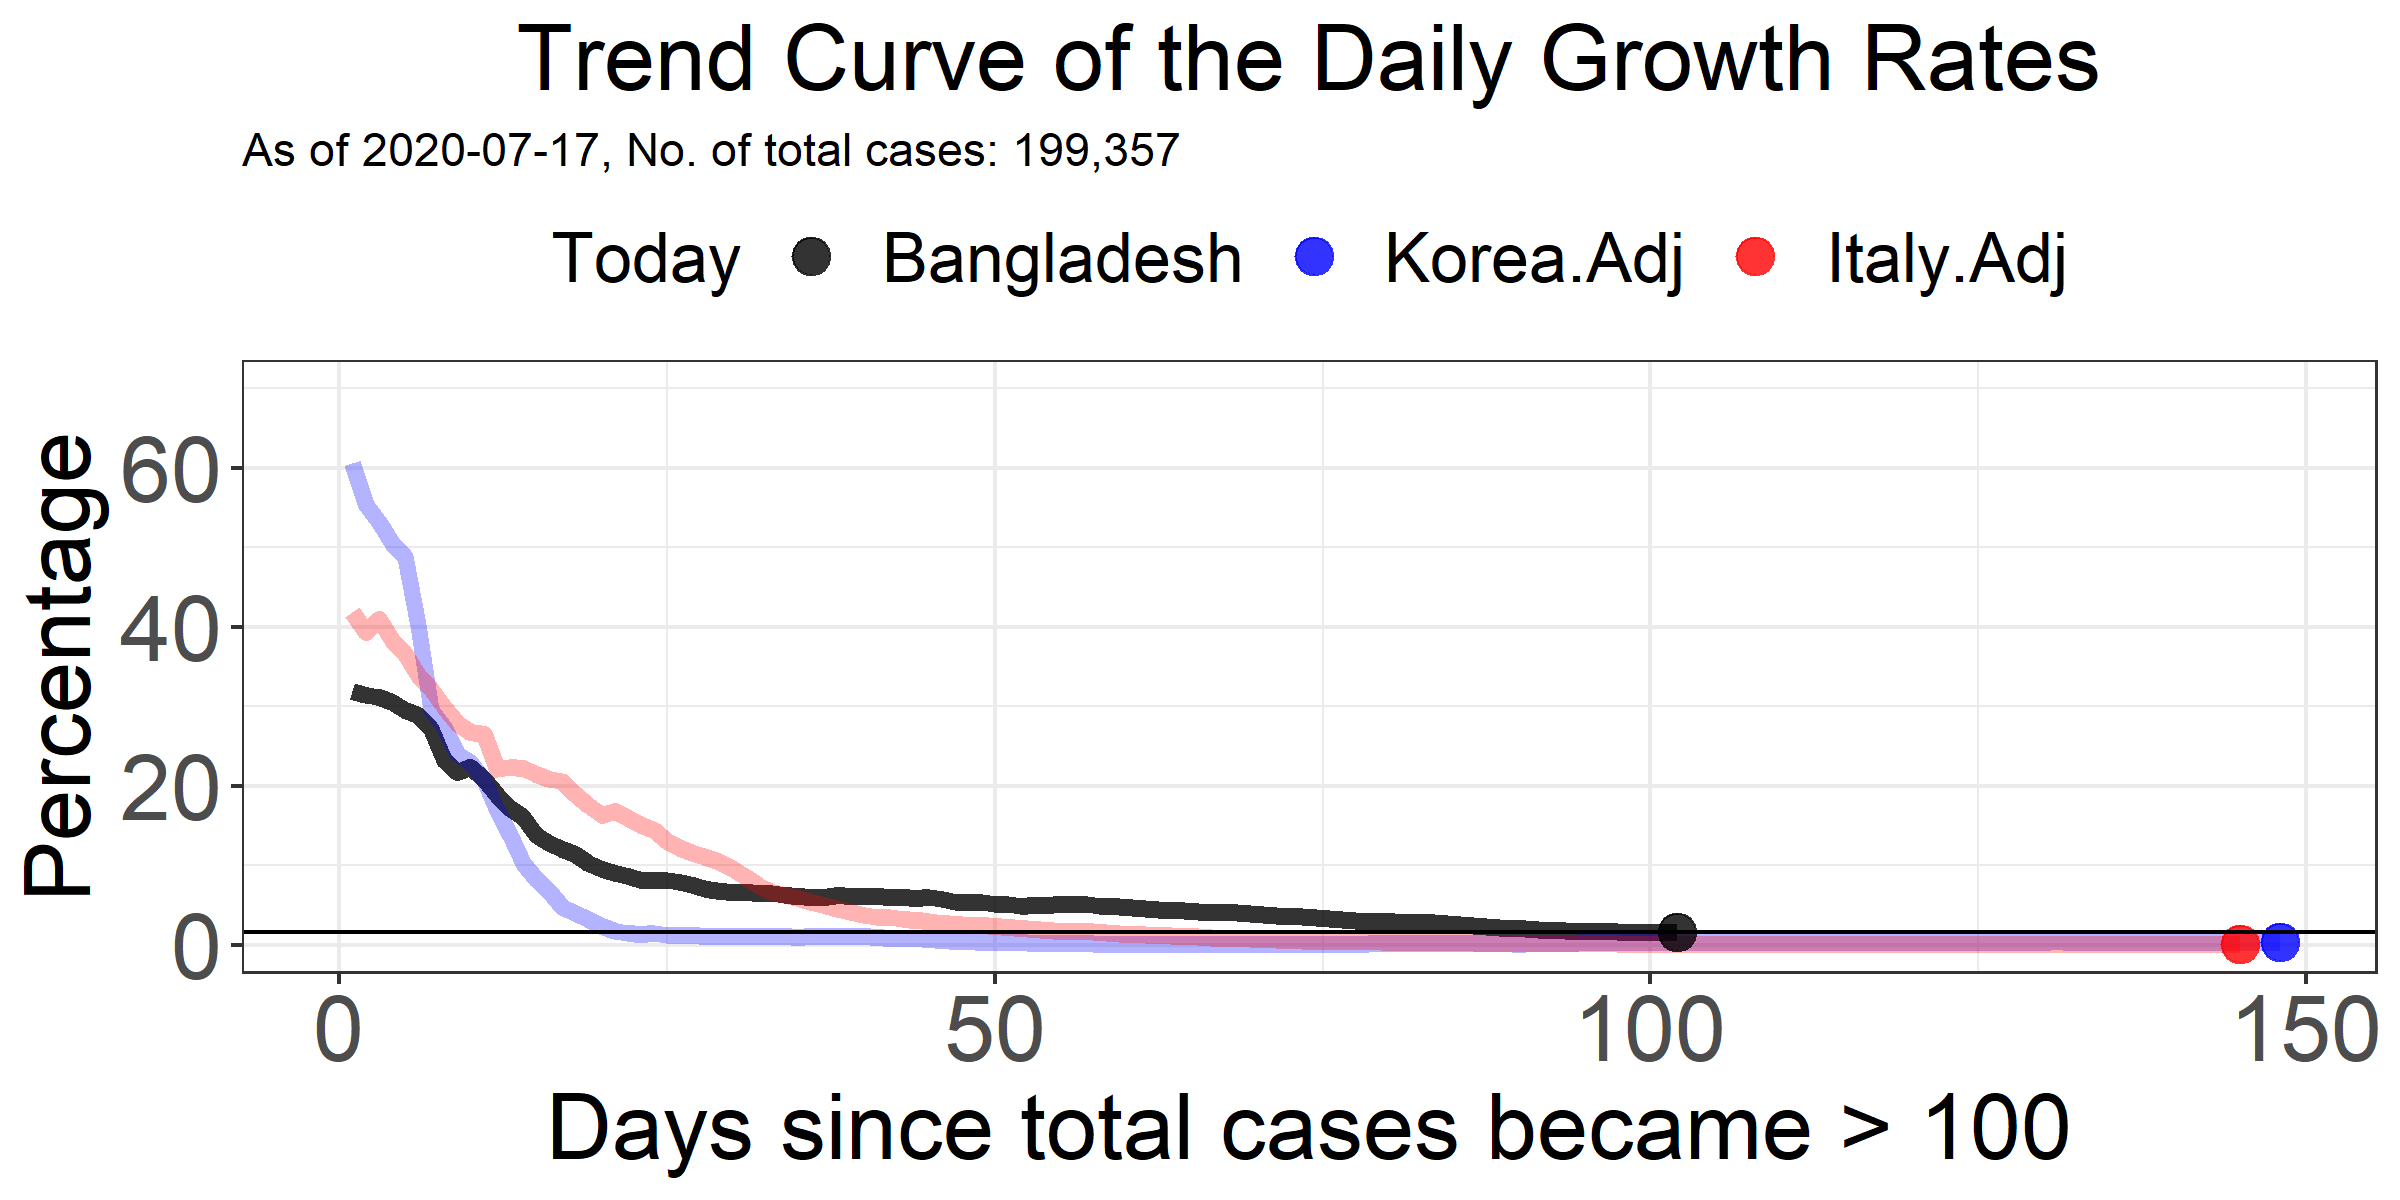 Trend Curve of the Daily Growth Rates
As of 2020-07-17, No. of total cases: 199,357
Today Bangladesh Korea.Adj Italy.Adj
Percentage
60
40
20
0
0 50 100 150
Days since total cases became > 100